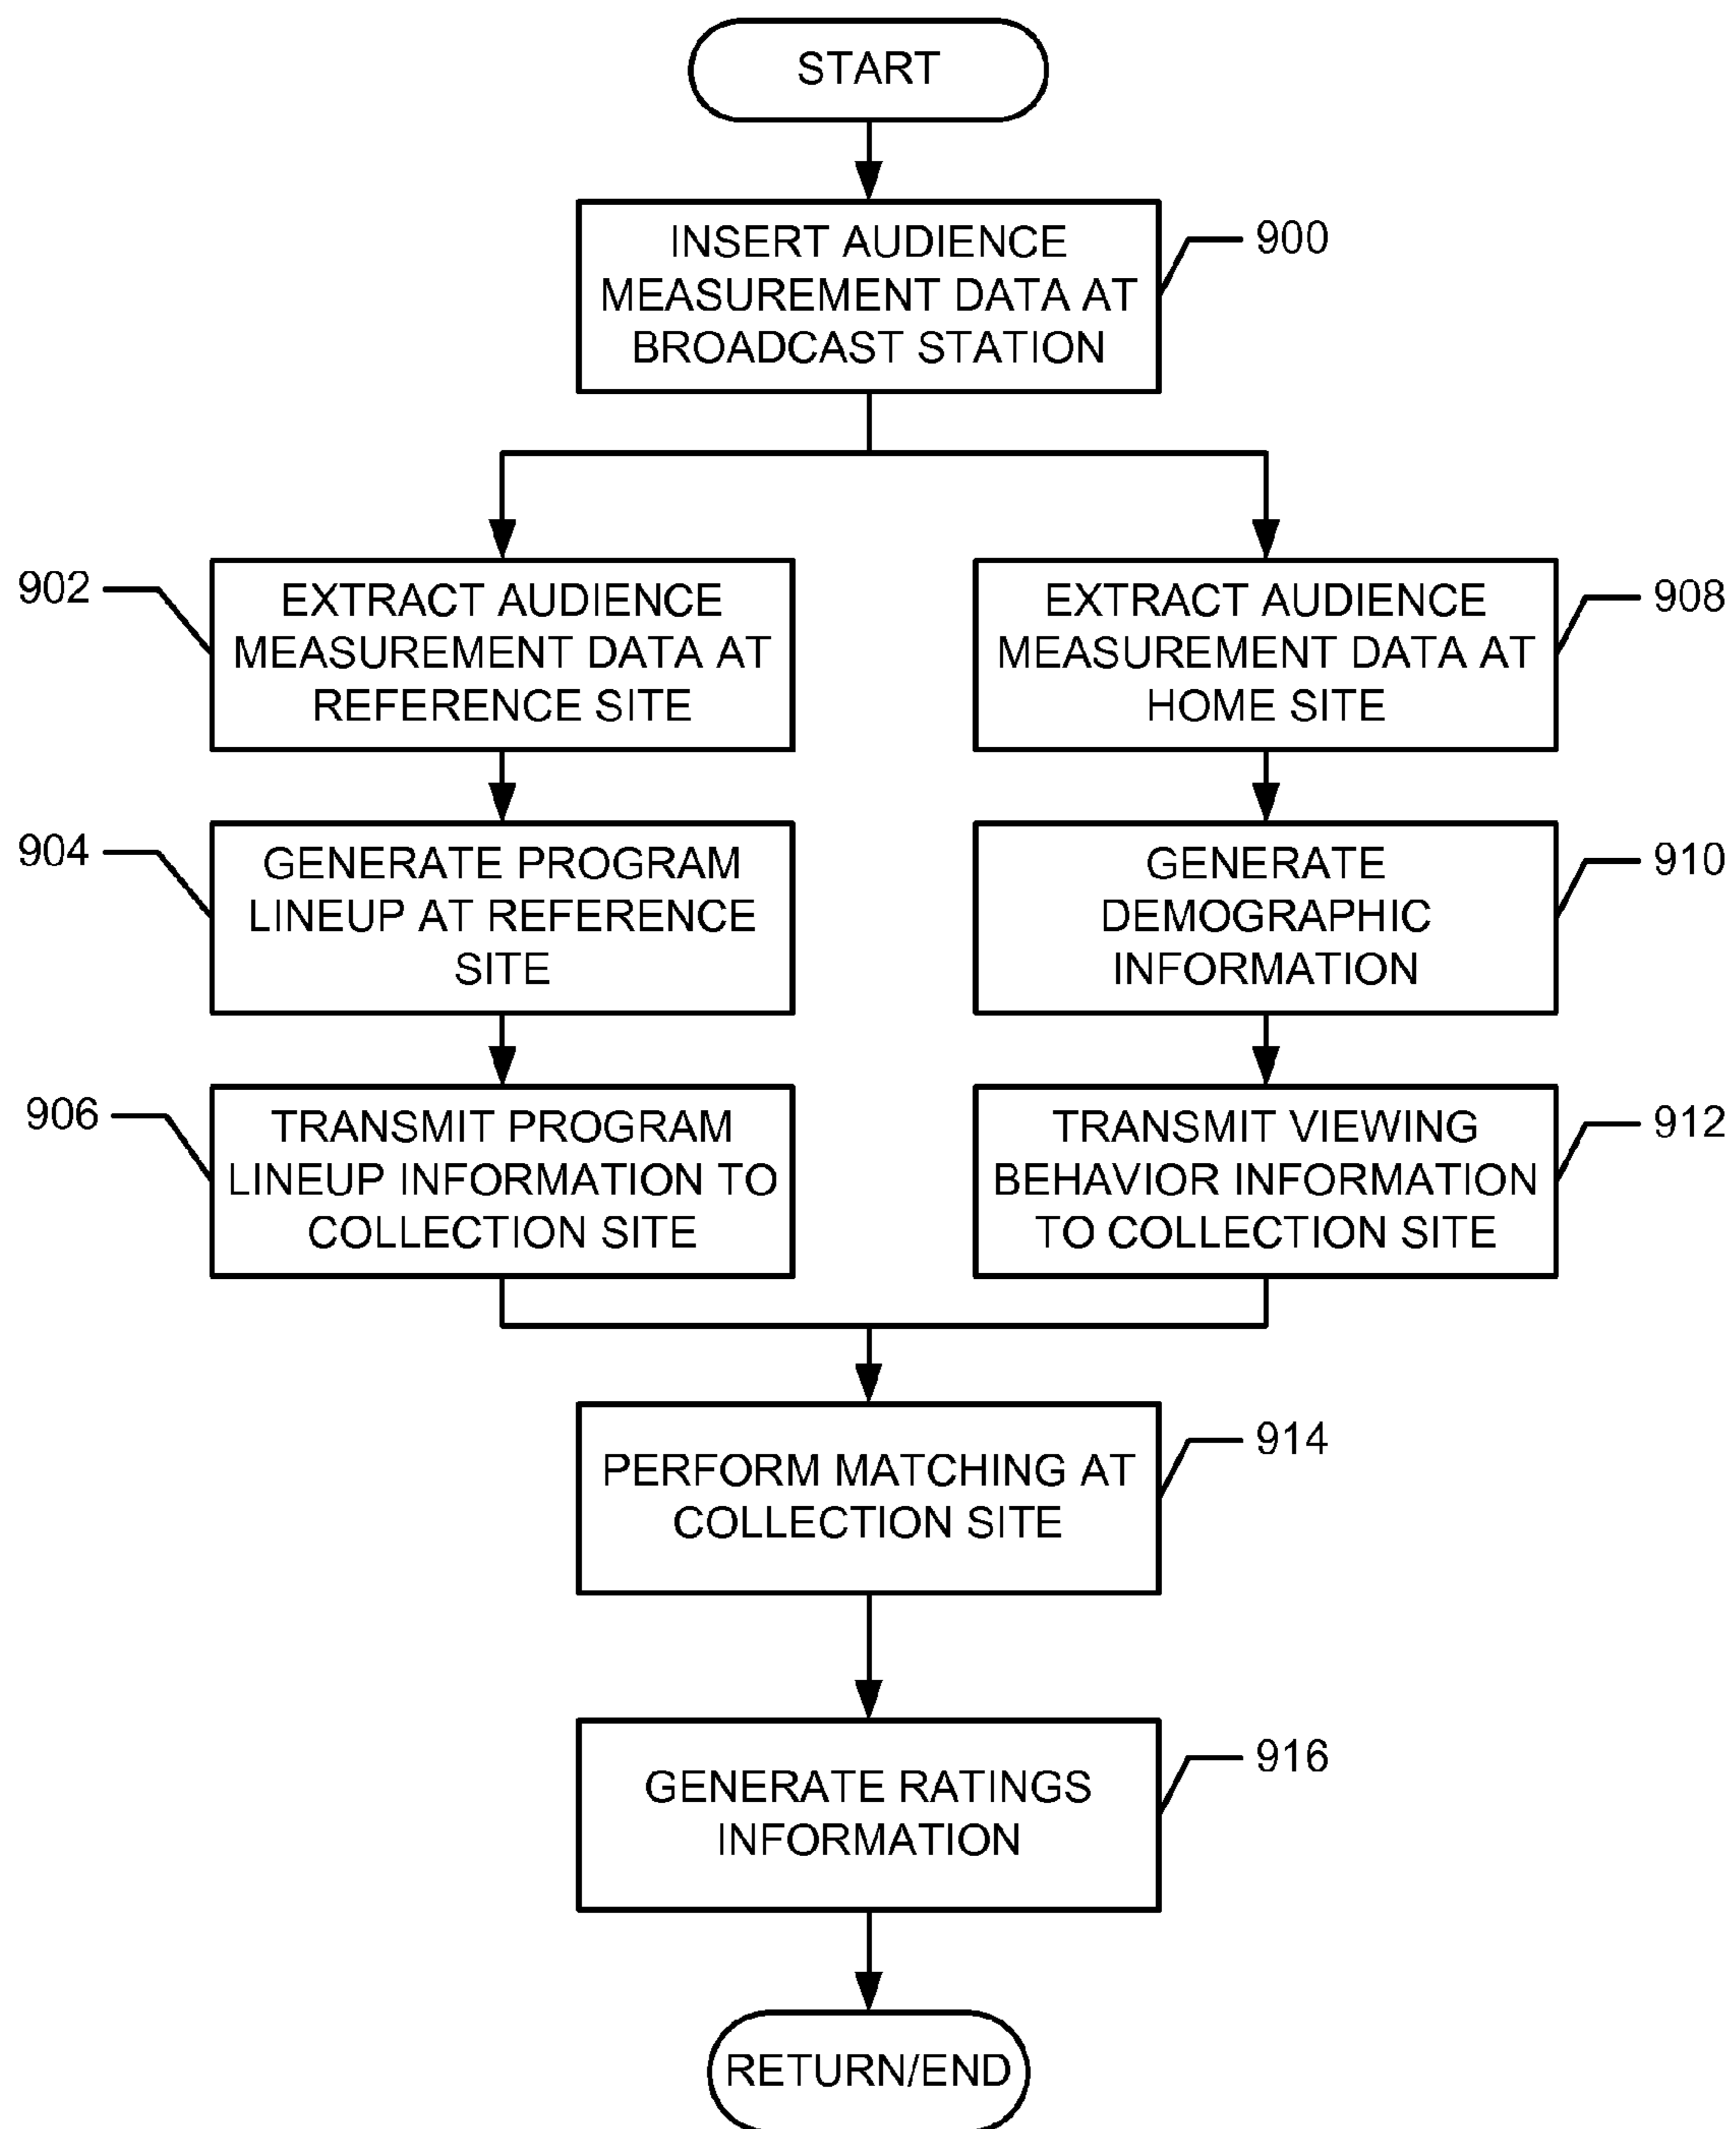 START
INSERT AUDIENCE
MEASUREMENT DATA AT
BROADCAST STATION
900
902
EXTRACT AUDIENCE
MEASUREMENT DATA AT
REFERENCE SITE
EXTRACT AUDIENCE
MEASUREMENT DATA AT
HOME SITE
908
904
GENERATE PROGRAM
LINEUP AT REFERENCE
SITE
GENERATE
DEMOGRAPHIC
INFORMATION
910
906
TRANSMIT PROGRAM
LINEUP INFORMATION TO
COLLECTION SITE
TRANSMIT VIEWING
BEHAVIOR INFORMATION
TO COLLECTION SITE
912
PERFORM MATCHING AT
COLLECTION SITE
914
GENERATE RATINGS
INFORMATION
916
RETURN/END